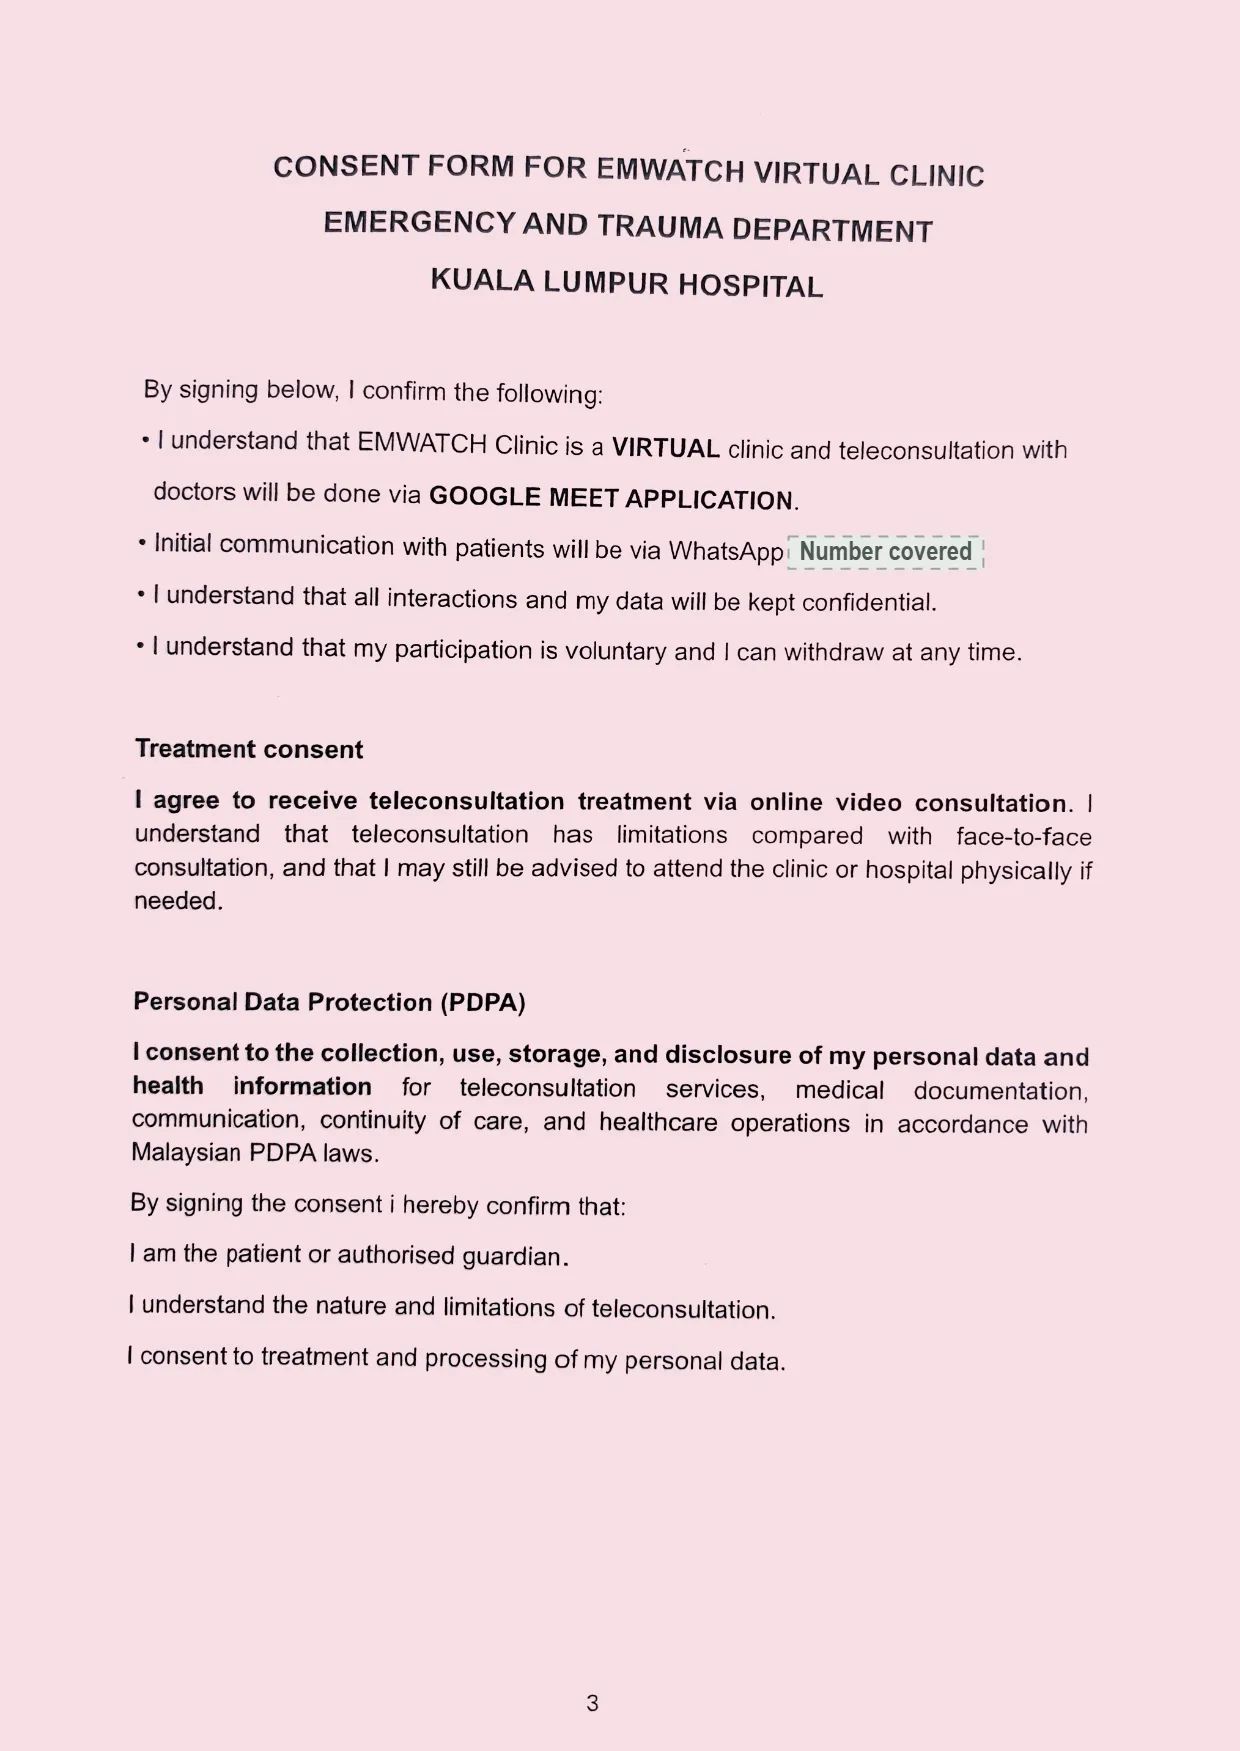 CONSENT FORM FOR EMWATCH VIRTUAL CLINIC
EMERGENCY AND TRAUMA DEPARTMENT
KUALA LUMPUR HOSPITAL
By signing below, I confirm the following:
• I understand that EMWATCH Clinic is a VIRTUAL clinic and teleconsultation with
doctors will be done via GOOGLE MEET APPLICATION.
• Initial communication with patients will be via WhatsApp Number covered
• I understand that all interactions and my data will be kept confidential.
• I understand that my participation is voluntary and I can withdraw at any time.
Treatment consent
I agree to receive teleconsultation treatment via online video consultation. I
understand that teleconsultation has limitations compared with face-to-face
consultation, and that I may still be advised to attend the clinic or hospital physically if
needed.
Personal Data Protection (PDPA)
I consent to the collection, use, storage, and disclosure of my personal data and
health information for teleconsultation services, medical documentation,
communication, continuity of care, and healthcare operations in accordance with
Malaysian PDPA laws.
By signing the consent i hereby confirm that:
I am the patient or authorised guardian.
I understand the nature and limitations of teleconsultation.
I consent to treatment and processing of my personal data.
3